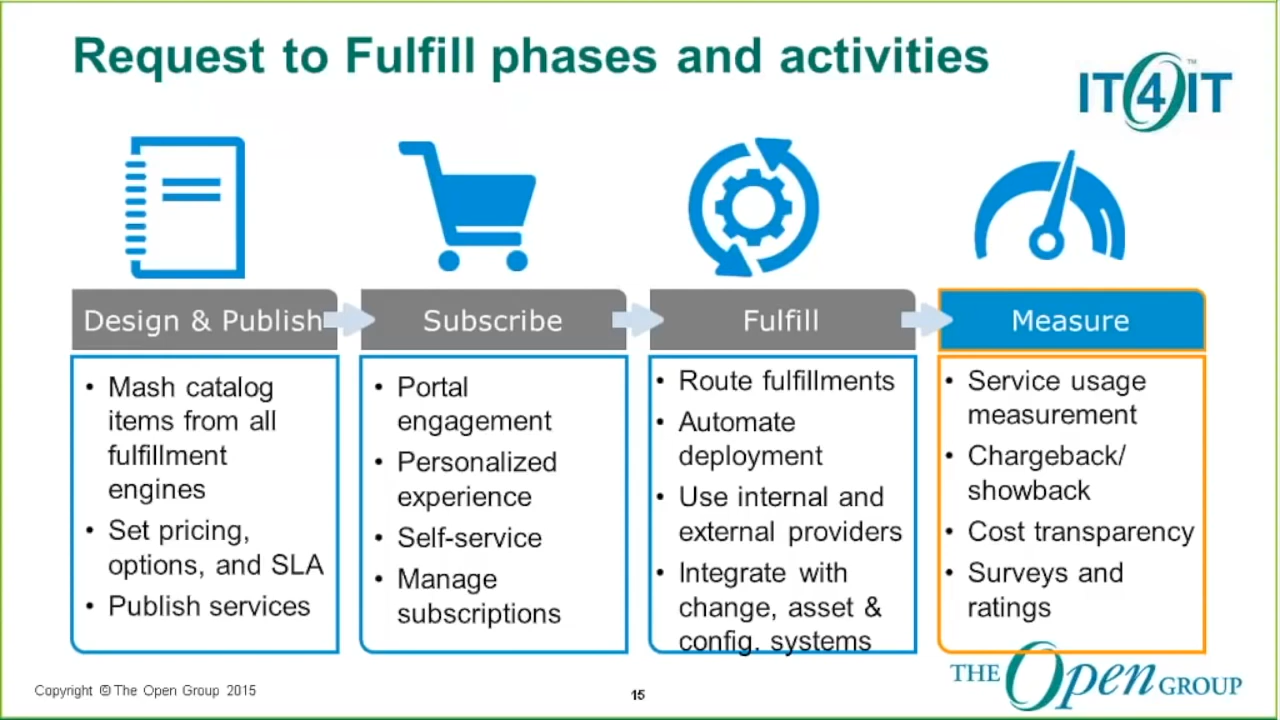 Request to Fulfill phases and activities
IT4IT™
Design & Publish
Subscribe
Fulfill
Measure
• Mash catalog
items from all
fulfillment
engines
• Set pricing,
options, and SLA
• Publish services
• Portal
engagement
• Personalized
experience
• Self-service
• Manage
subscriptions
• Route fulfillments
• Automate
deployment
• Use internal and
external providers
• Integrate with
change, asset &
config. systems
• Service usage
measurement
• Chargeback/
showback
• Cost transparency
• Surveys and
ratings
Copyright © The Open Group 2015
15
THE Open GROUP